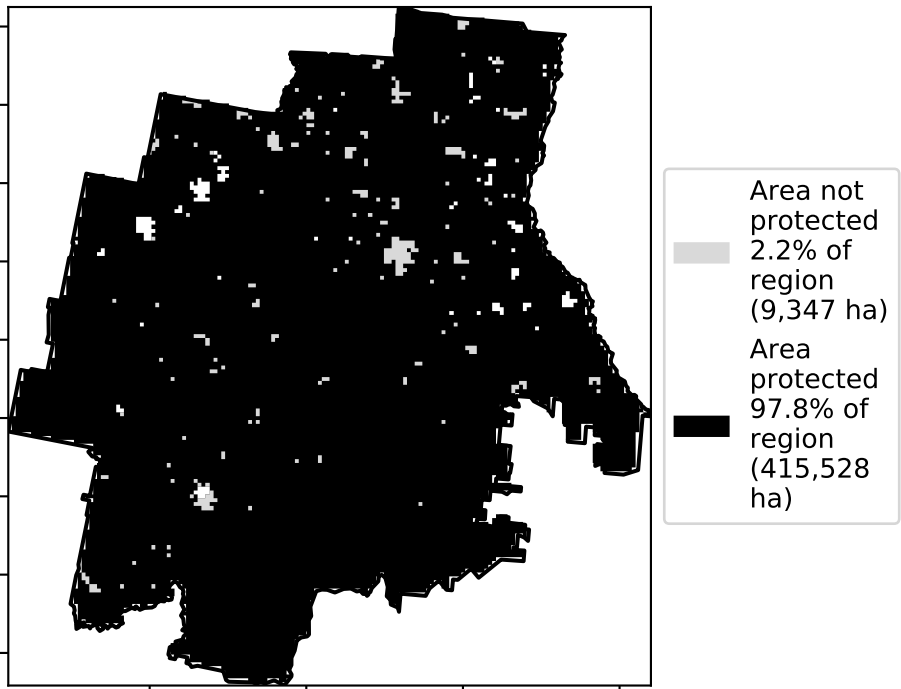 Area not
protected
2.2% of
region
(9,347 ha)
Area
protected
97.8% of
region
(415,528
ha)